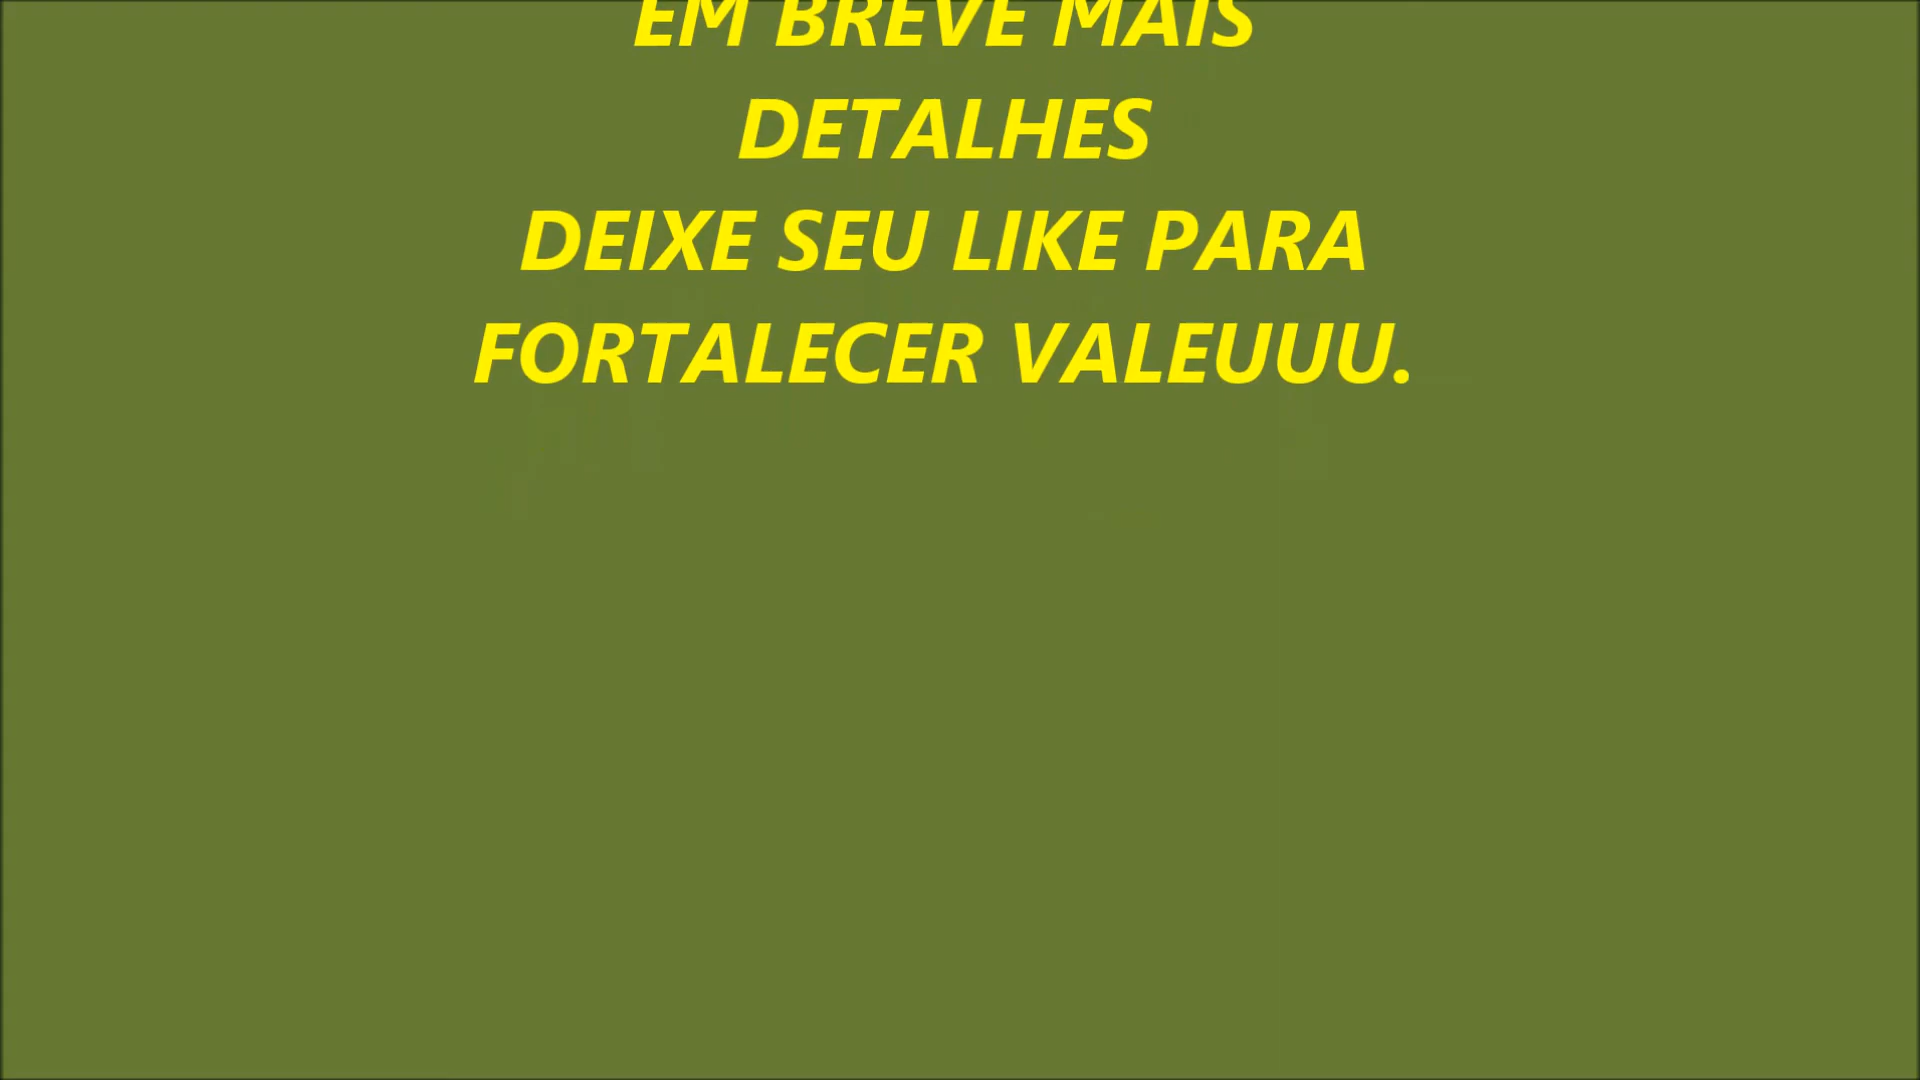 EM BREVE MAIS
DETALHES
DEIXE SEU LIKE PARA
FORTALECER VALEUUU.